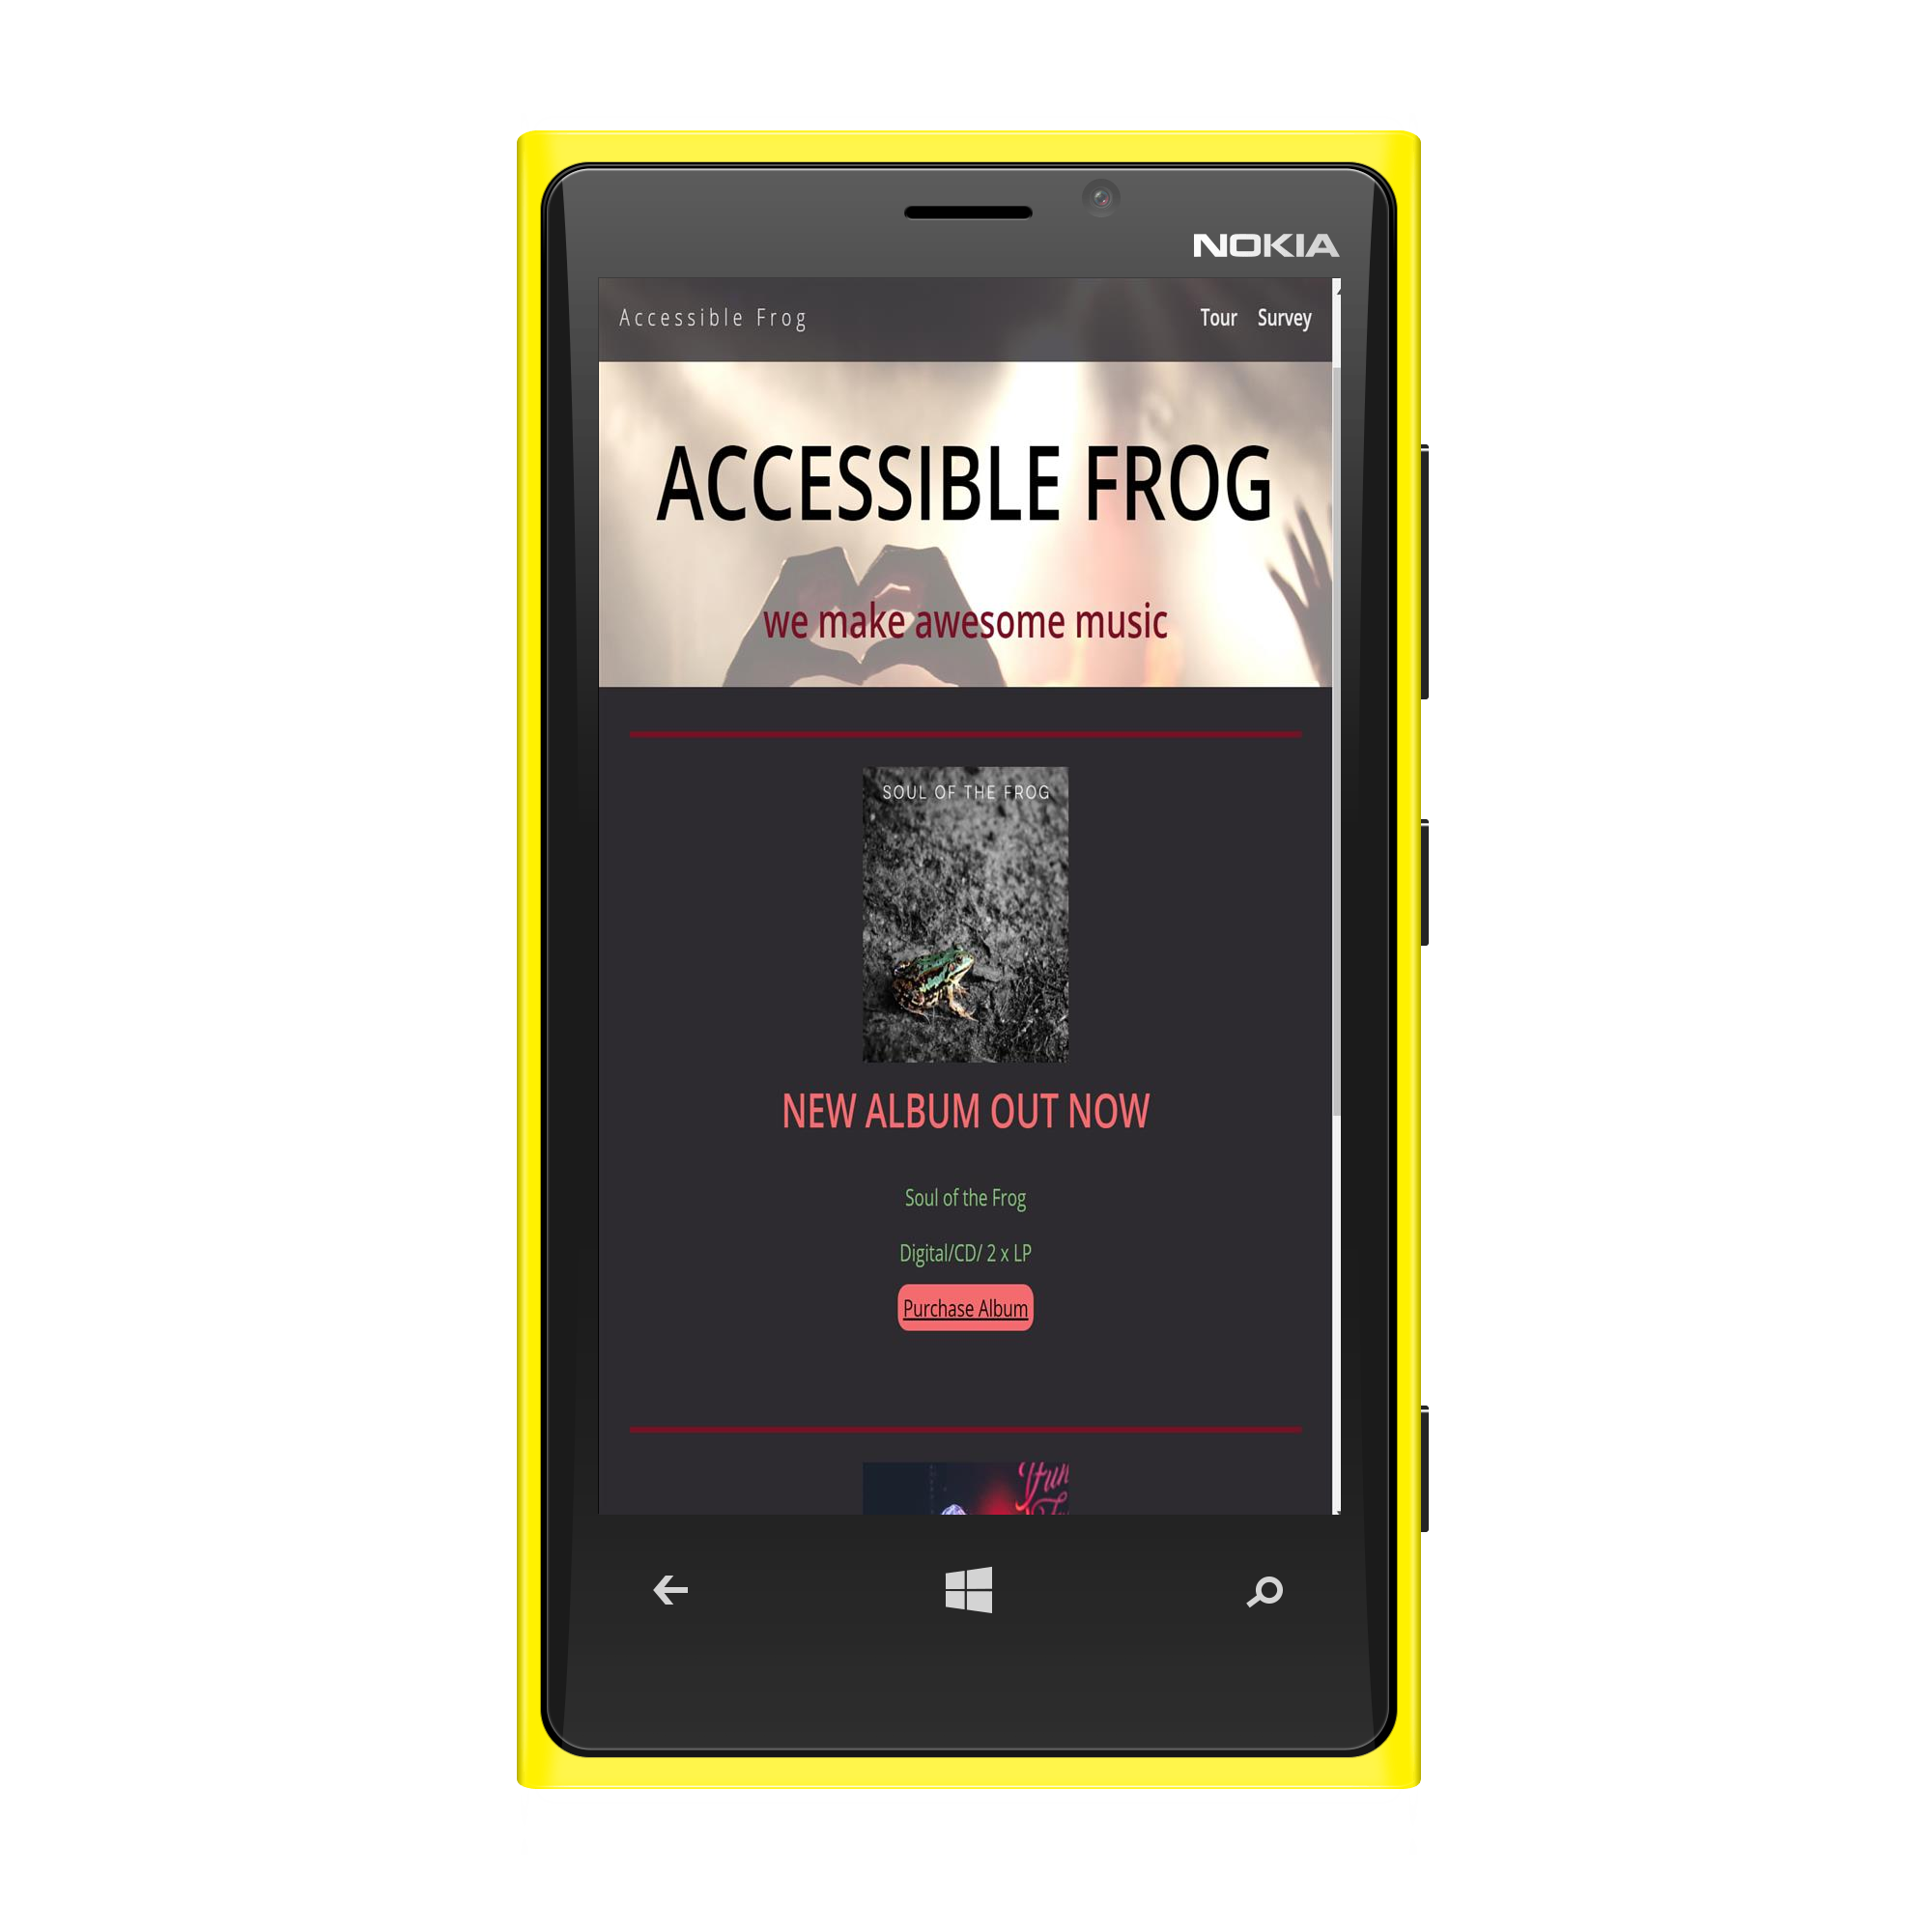 NOKIA
Accessible Frog Tour Survey
ACCESSIBLE FROG
we make awesome music
SOUL OF THE FROG
NEW ALBUM OUT NOW
Soul of the Frog
Digital/CD/ 2 x LP
Purchase Album